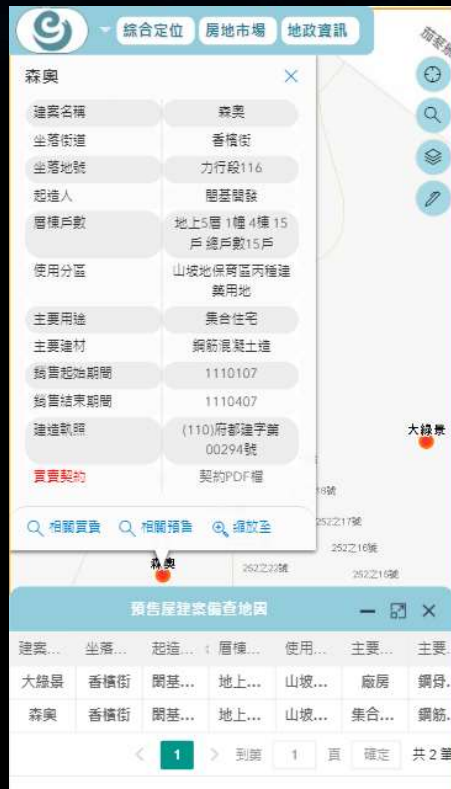 綜合定位 房地市場 地政資訊
森奧
建案名稱 森奧
坐落街道 香檳街
坐落地號 力行段116
起造人 閎基開發
層棟戶數 地上5層 1幢 4棟 15
戶 總戶數15戶
使用分區 山坡地保育區丙種建
築用地
主要用途 集合住宅
主要建材 鋼筋混凝土造
銷售起始期間 1110107
銷售結束期間 1110407
建造執照 (110)府都建字第
00294號
買賣契約 契約PDF檔
大綠景
相關買賣 相關預售 縮放至
252之17號
252之16號
森奧
252之23號
252之15號
預售屋建案備查地圖
建案... 坐落... 起造... 層棟... 使用... 主要... 主要.
大綠景 香檳街 閎基... 地上... 山坡... 廠房 鋼骨.
森奧 香檳街 閎基... 地上... 山坡... 集合... 鋼筋.
1 到第 1 頁 確定 共 2 筆